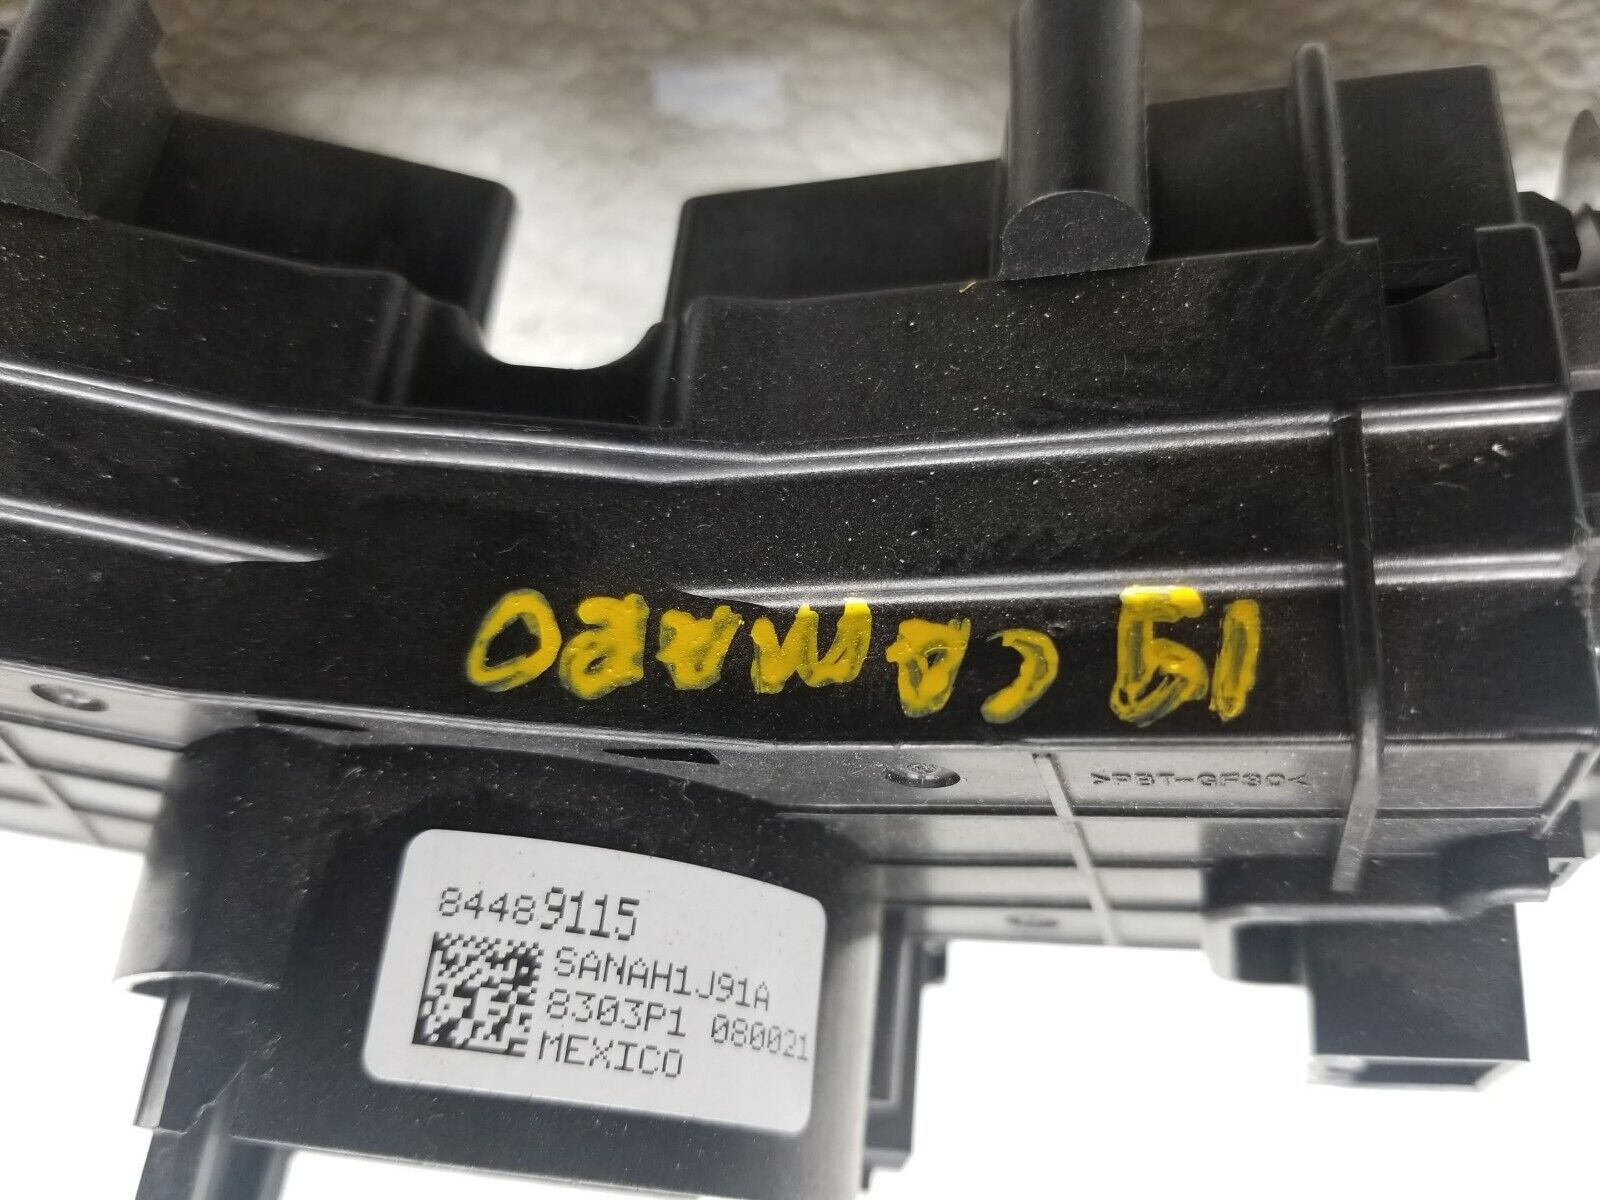 19 CAMARO
>PBT-GF30<
84489115
SANAH1J91A
8303P1 080021
MEXICO